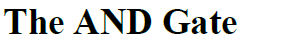 The AND Gate